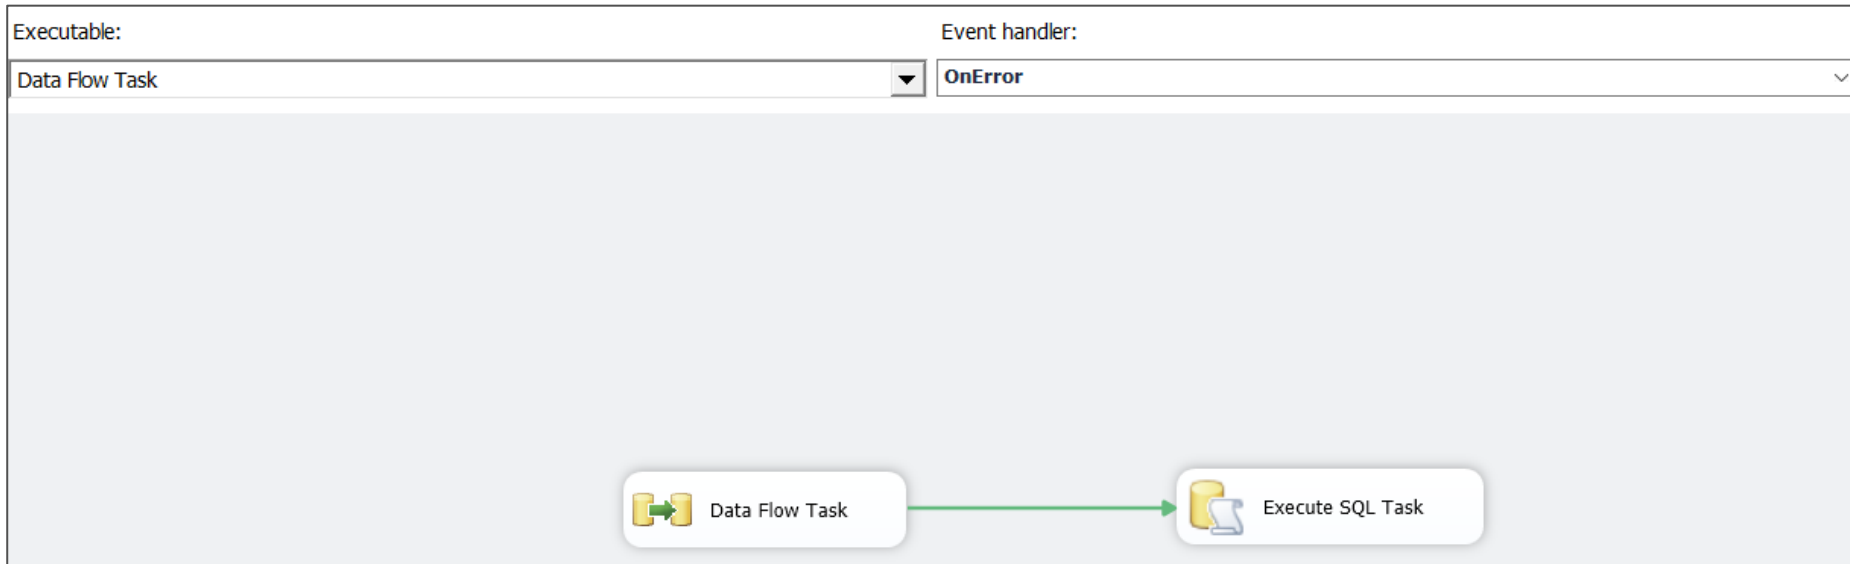 Executable:
Event handler:
Data Flow Task
OnError
Data Flow Task
Execute SQL Task